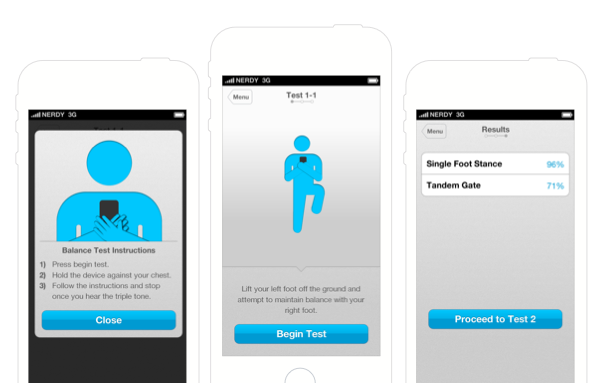 NERDY 3G
Balance Test Instructions
1) Press begin test.
2) Hold the device against your chest.
3) Follow the instructions and stop
once you hear the triple tone.
Close
NERDY 3G
Menu
Test 1-1
Lift your left foot off the ground and
attempt to maintain balance with your
right foot.
Begin Test
NERDY 3G
Menu
Results
Single Foot Stance 96%
Tandem Gate 71%
Proceed to Test 2